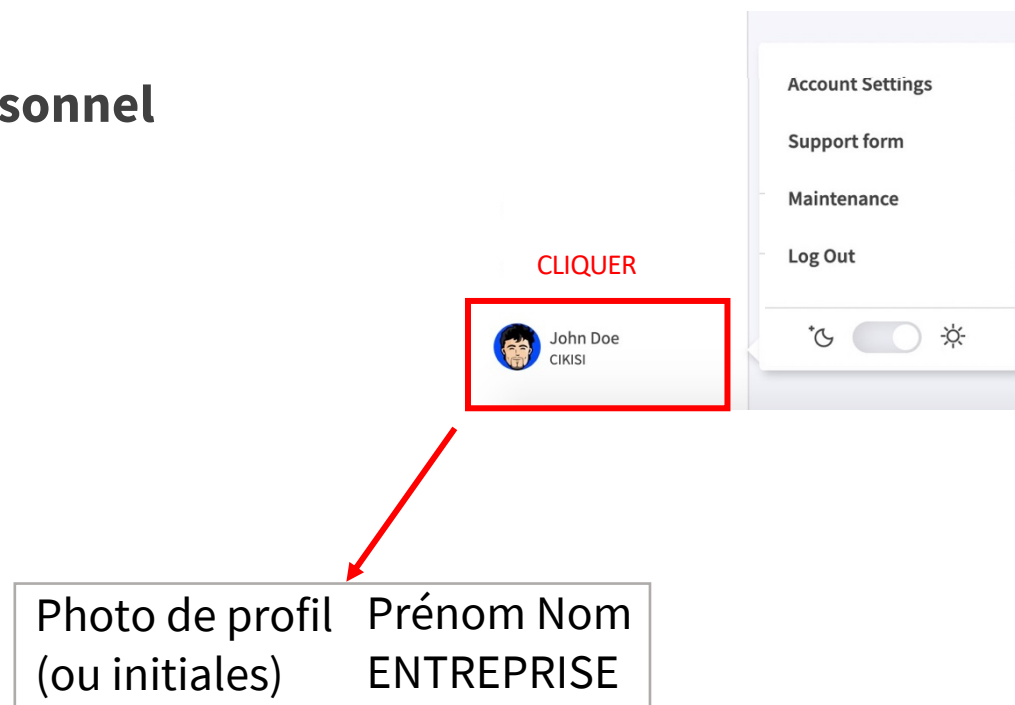 sonnel
Account Settings
Support form
Maintenance
Log Out
CLIQUER
John Doe
CIKISI
Photo de profil
(ou initiales)
Prénom Nom
ENTREPRISE